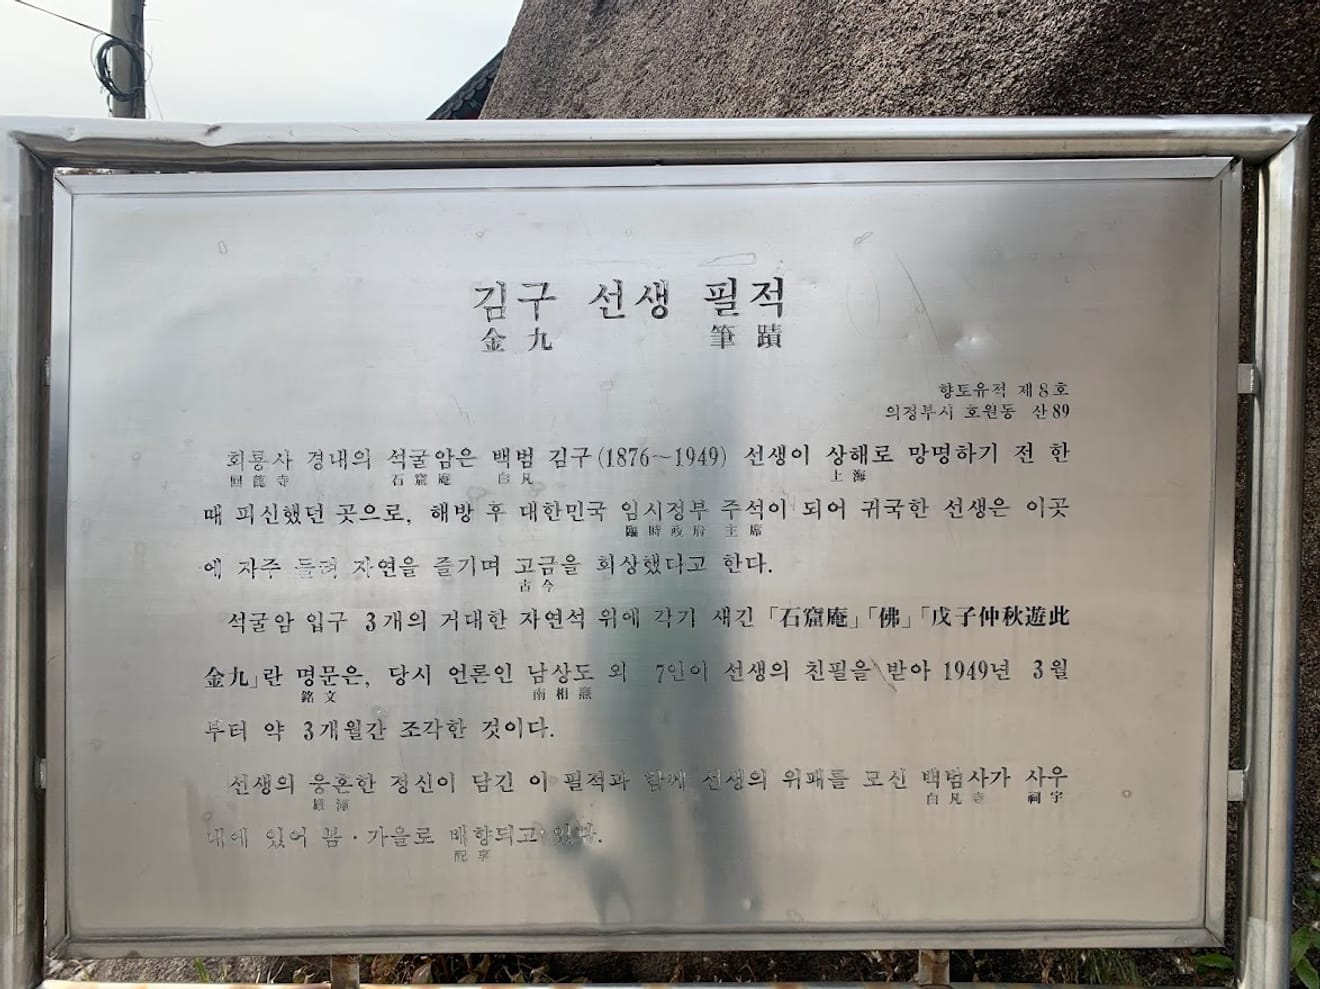 김구 선생 필적
金九 筆蹟
향토유적 제8호
의정부시 호원동 산89
회룡사 경내의 석굴암은 백범 김구(1876~1949) 선생이 상해로 망명하기 전 한
回龍寺 石窟庵 白凡 上海
때 피신했던 곳으로, 해방 후 대한민국 임시정부 주석이 되어 귀국한 선생은 이곳
臨時政府 主席
에 자주 들려 자연을 즐기며 고금을 회상했다고 한다.
古今
석굴암 입구 3개의 거대한 자연석 위에 각기 새긴 「石窟庵」「佛」「戊子仲秋遊此
金九」란 명문은, 당시 언론인 남상도 외 7인이 선생의 친필을 받아 1949년 3월
銘文 南相燾
부터 약 3개월간 조각한 것이다.
선생의 웅혼한 정신이 담긴 이 필적과 함께 선생의 위패를 모신 백범사가 사우
雄渾 白凡寺 祠宇
내에 있어 봄·가을로 배향되고 있다.
配享